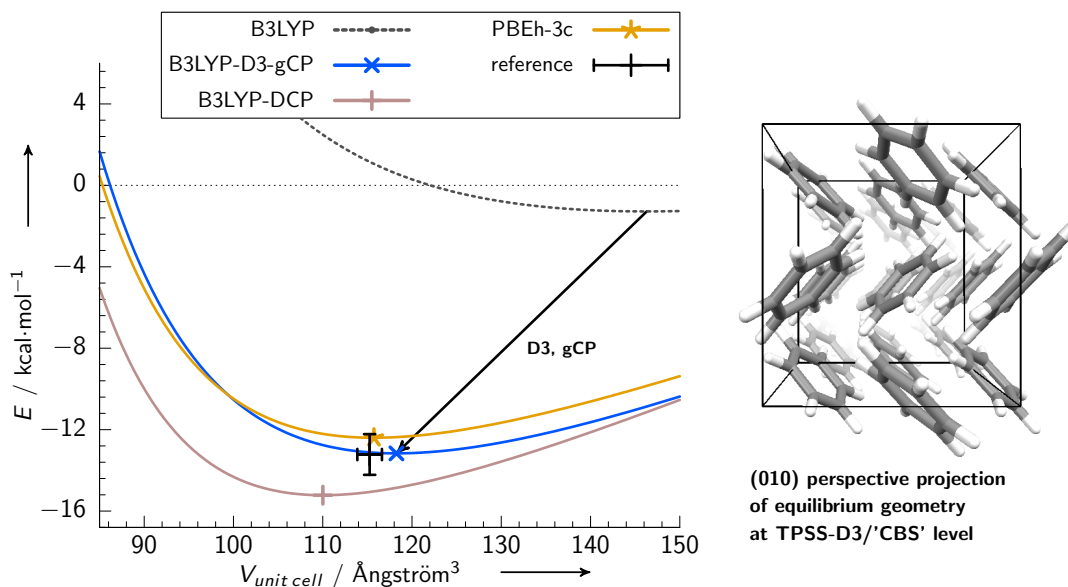 B3LYP
B3LYP-D3-gCP
B3LYP-DCP
PBEh-3c
reference
4
0
−4
−8
−12
−16
E / kcal·mol⁻¹
D3, gCP
90
100
110
120
130
140
150
V_unit cell / Ångström³
(010) perspective projection
of equilibrium geometry
at TPSS-D3/'CBS' level